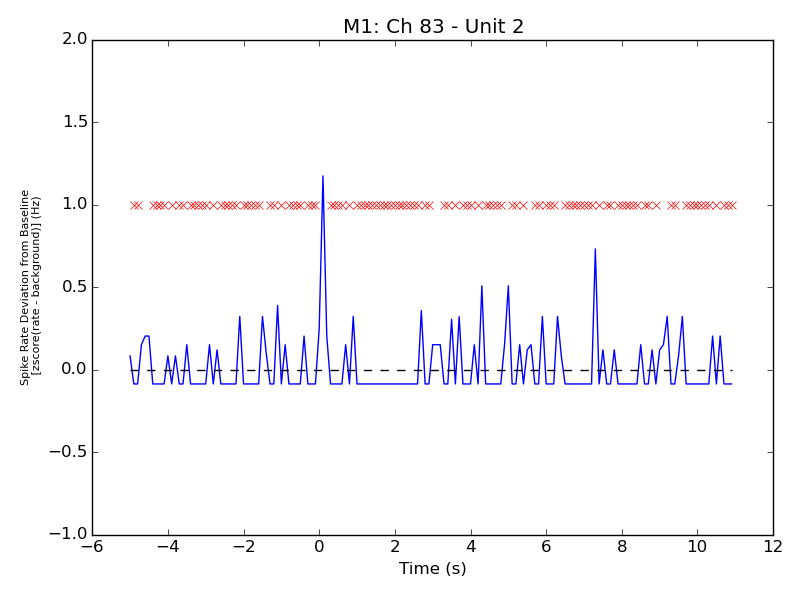 M1: Ch 83 - Unit 2
Spike Rate Deviation from Baseline
[zscore(rate - background)] (Hz)
2.0
1.5
1.0
0.5
0.0
−0.5
−1.0
−6 −4 −2 0 2 4 6 8 10 12
Time (s)